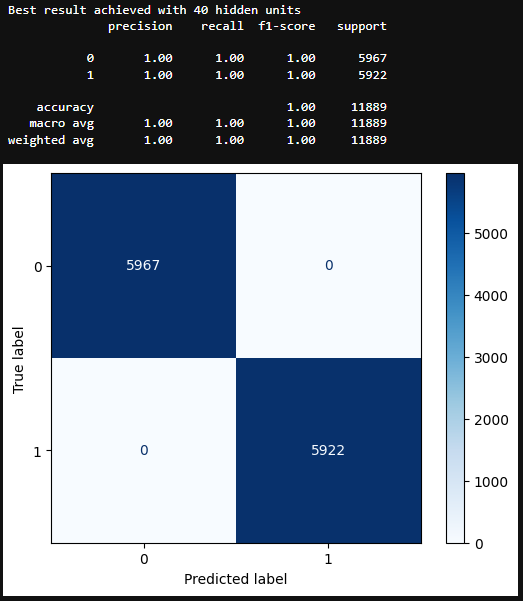 Best result achieved with 40 hidden units
precision recall f1-score support
0 1.00 1.00 1.00 5967
1 1.00 1.00 1.00 5922
accuracy 1.00 11889
macro avg 1.00 1.00 1.00 11889
weighted avg 1.00 1.00 1.00 11889
5967 0
0
0 5922
1
True label
0 1
Predicted label
5000
4000
3000
2000
1000
0